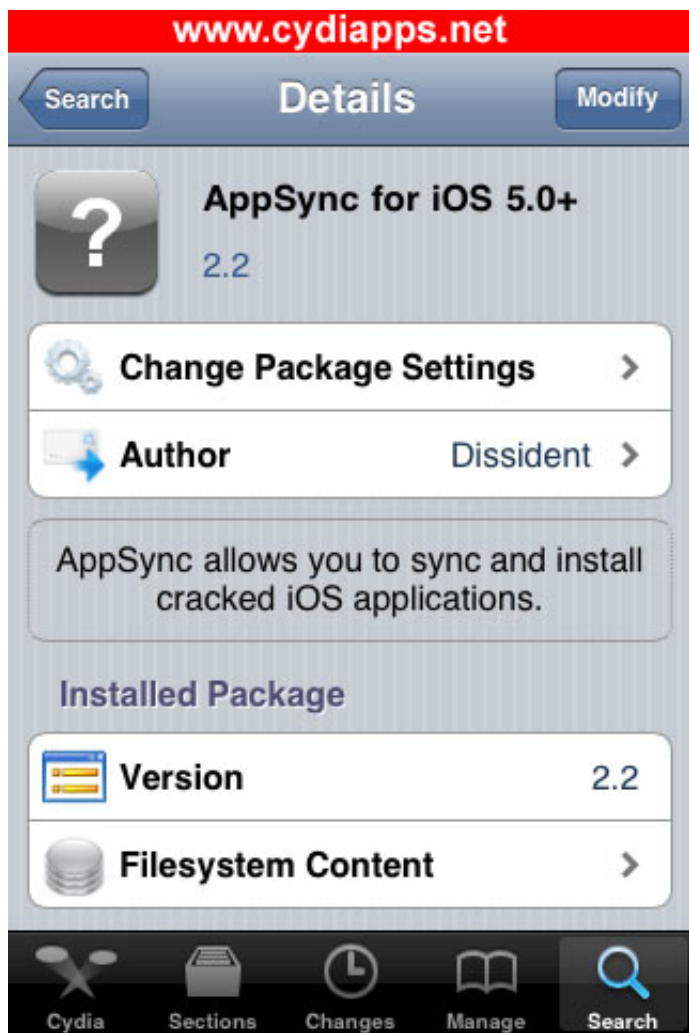 www.cydiapps.net
Search
Details
Modify
?
AppSync for iOS 5.0+
2.2
Change Package Settings
Author Dissident
AppSync allows you to sync and install
cracked iOS applications.
Installed Package
Version 2.2
Filesystem Content
Cydia Sections Changes Manage Search